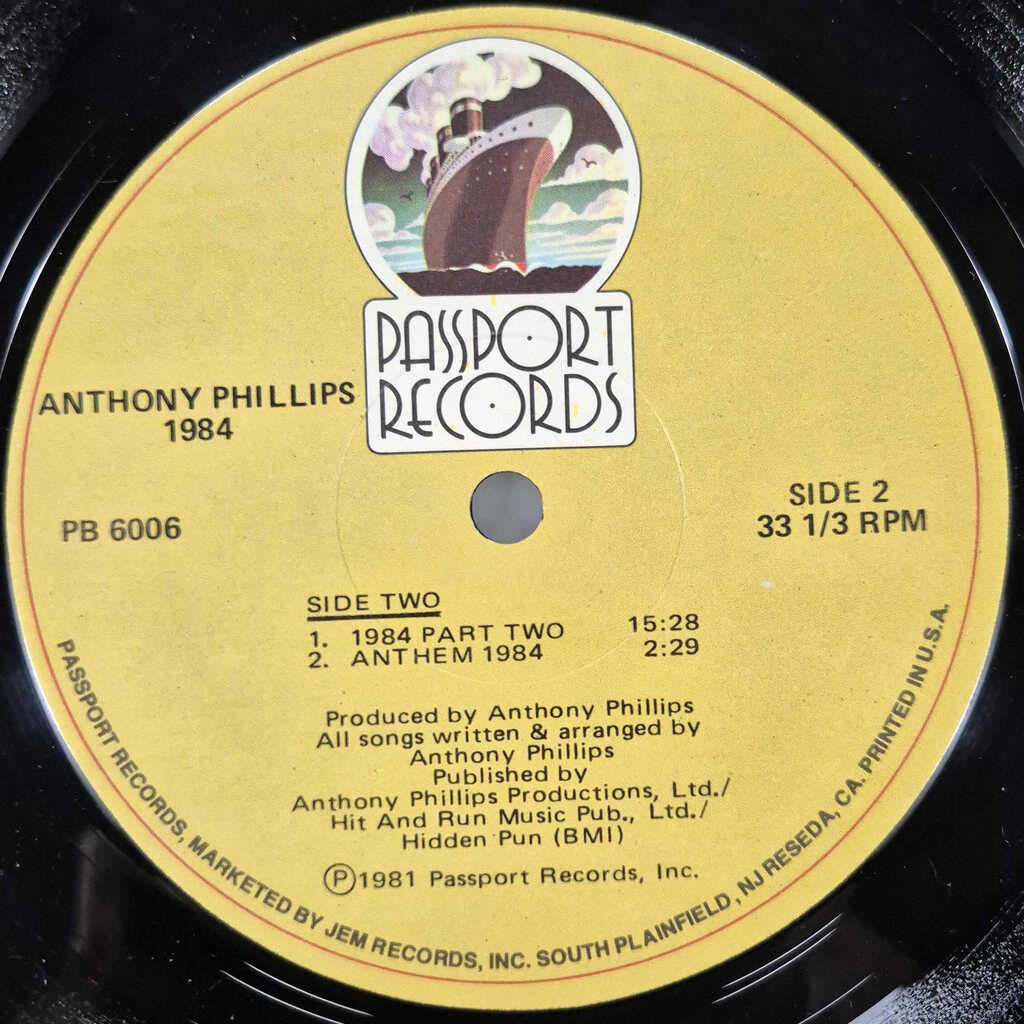 PASSPORT
RECORDS
ANTHONY PHILLIPS
1984
PB 6006
SIDE 2
33 1/3 RPM
SIDE TWO
1. 1984 PART TWO 15:28
2. ANTHEM 1984 2:29
Produced by Anthony Phillips
All songs written & arranged by
Anthony Phillips
Published by
Anthony Phillips Productions, Ltd./
Hit And Run Music Pub., Ltd./
Hidden Pun (BMI)
Ⓟ1981 Passport Records, Inc.
PASSPORT RECORDS, MARKETED BY JEM RECORDS, INC. SOUTH PLAINFIELD, NJ RESEDA, CA. PRINTED IN U.S.A.